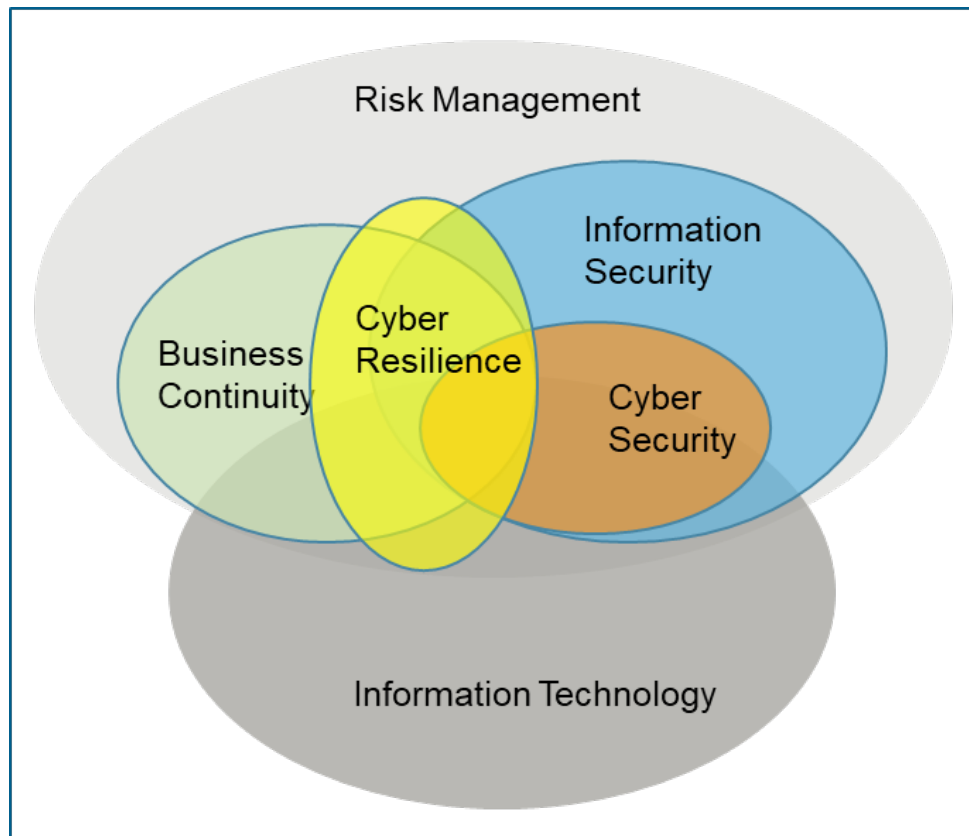 Risk Management
Information
Security
Cyber
Resilience
Business
Continuity
Cyber
Security
Information Technology